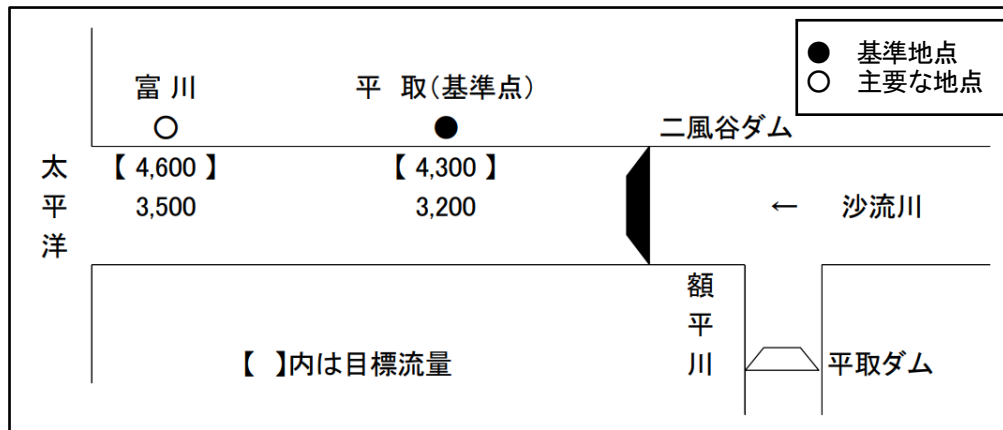 ● 基準地点
○ 主要な地点
富川
平 取(基準点)
○
●
二風谷ダム
太平洋
【 4,600 】
【 4,300 】
3,500
3,200
← 沙流川
額平川
【 】内は目標流量
平取ダム